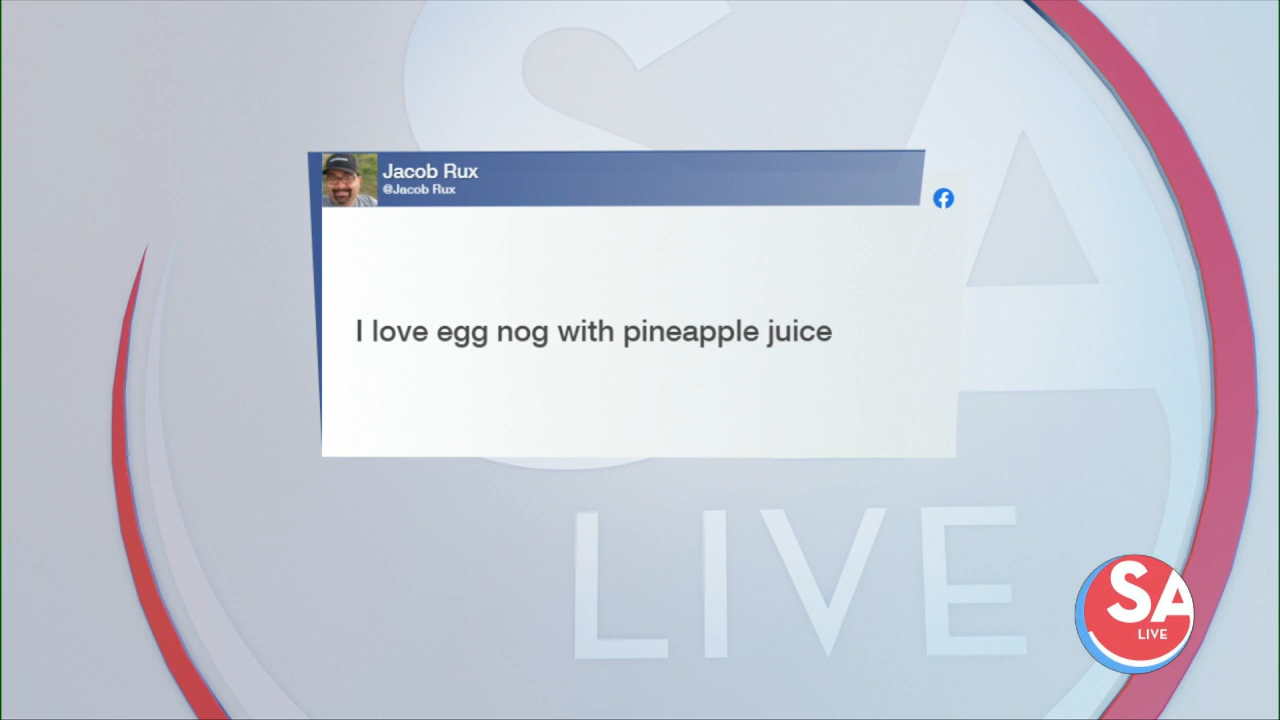 Jacob Rux
@Jacob Rux
I love egg nog with pineapple juice
SA
LIVE
SA
LIVE